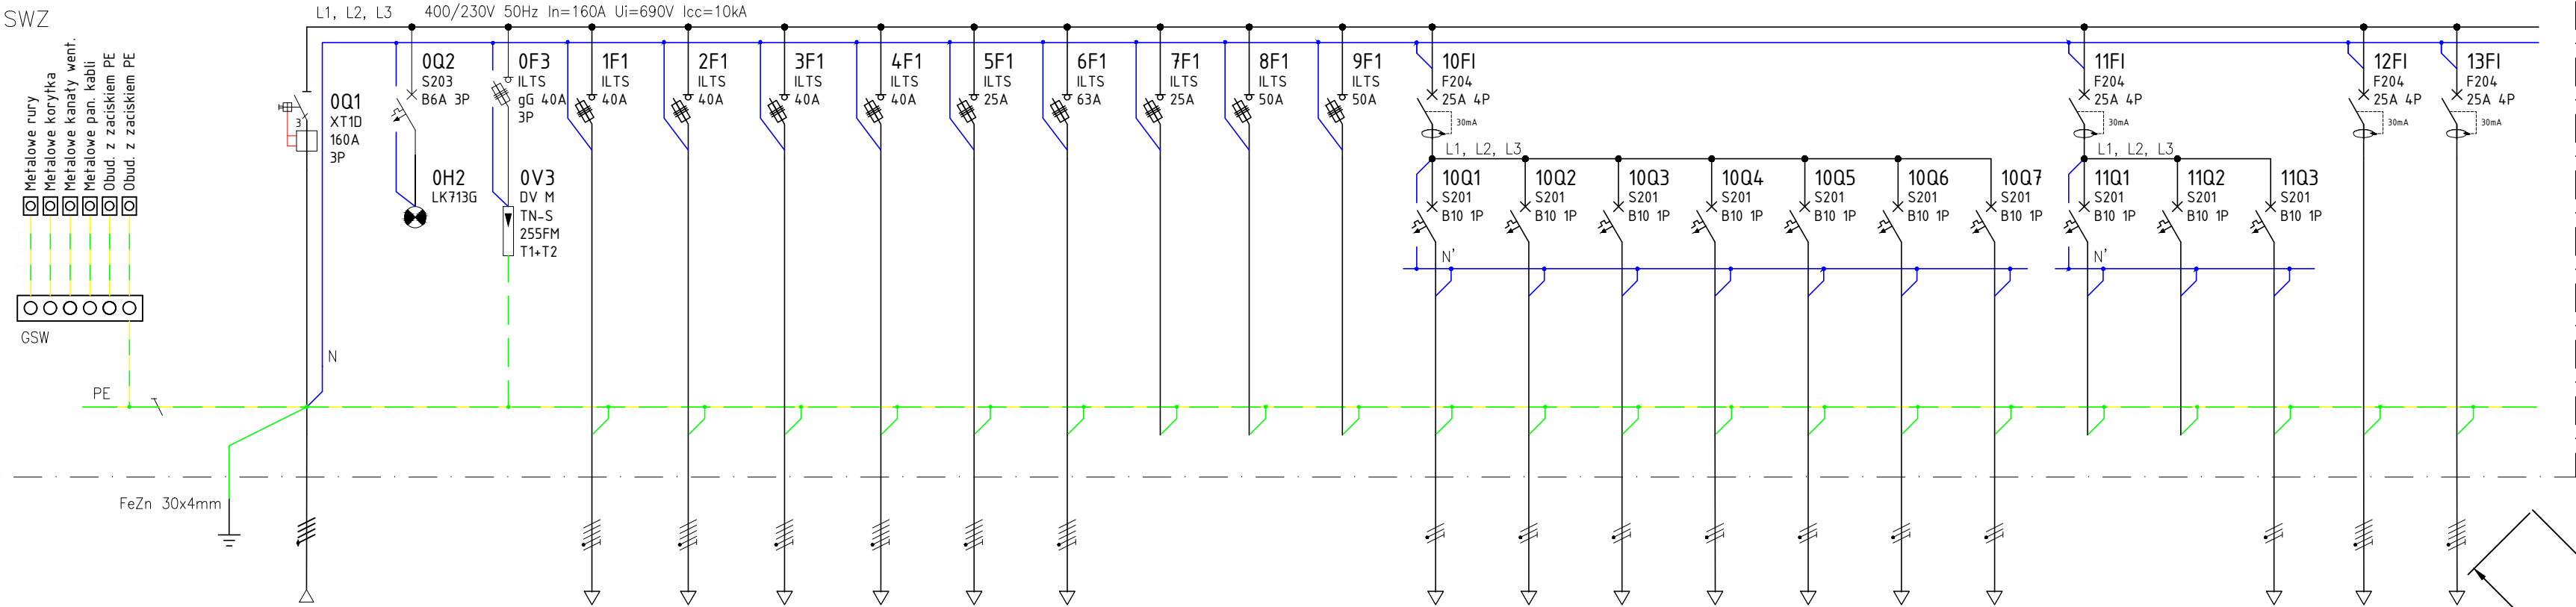 SWZ
L1, L2, L3 400/230V 50Hz In=160A Ui=690V Icc=10kA
Metalowe rury
Metalowe korytka
Metalowe kanały went.
Metalowe pan. kabli
Obud. z zaciskiem PE
Obud. z zaciskiem PE
GSW
PE
FeZn 30x4mm
N
0Q1
XT1D
160A
3P
3
0Q2
S203
B6A 3P
0H2
LK713G
0F3
ILTS
gG 40A
3P
0V3
DV M
TN-S
255FM
T1+T2
1F1
ILTS
40A
2F1
ILTS
40A
3F1
ILTS
40A
4F1
ILTS
40A
5F1
ILTS
25A
6F1
ILTS
63A
7F1
ILTS
25A
8F1
ILTS
50A
9F1
ILTS
50A
10FI
F204
25A 4P
30mA
L1, L2, L3
10Q1
S201
B10 1P
N'
10Q2
S201
B10 1P
10Q3
S201
B10 1P
10Q4
S201
B10 1P
10Q5
S201
B10 1P
10Q6
S201
B10 1P
10Q7
S201
B10 1P
11FI
F204
25A 4P
30mA
L1, L2, L3
11Q1
S201
B10 1P
N'
11Q2
S201
B10 1P
11Q3
S201
B10 1P
12FI
F204
25A 4P
30mA
13FI
F204
25A 4P
30mA